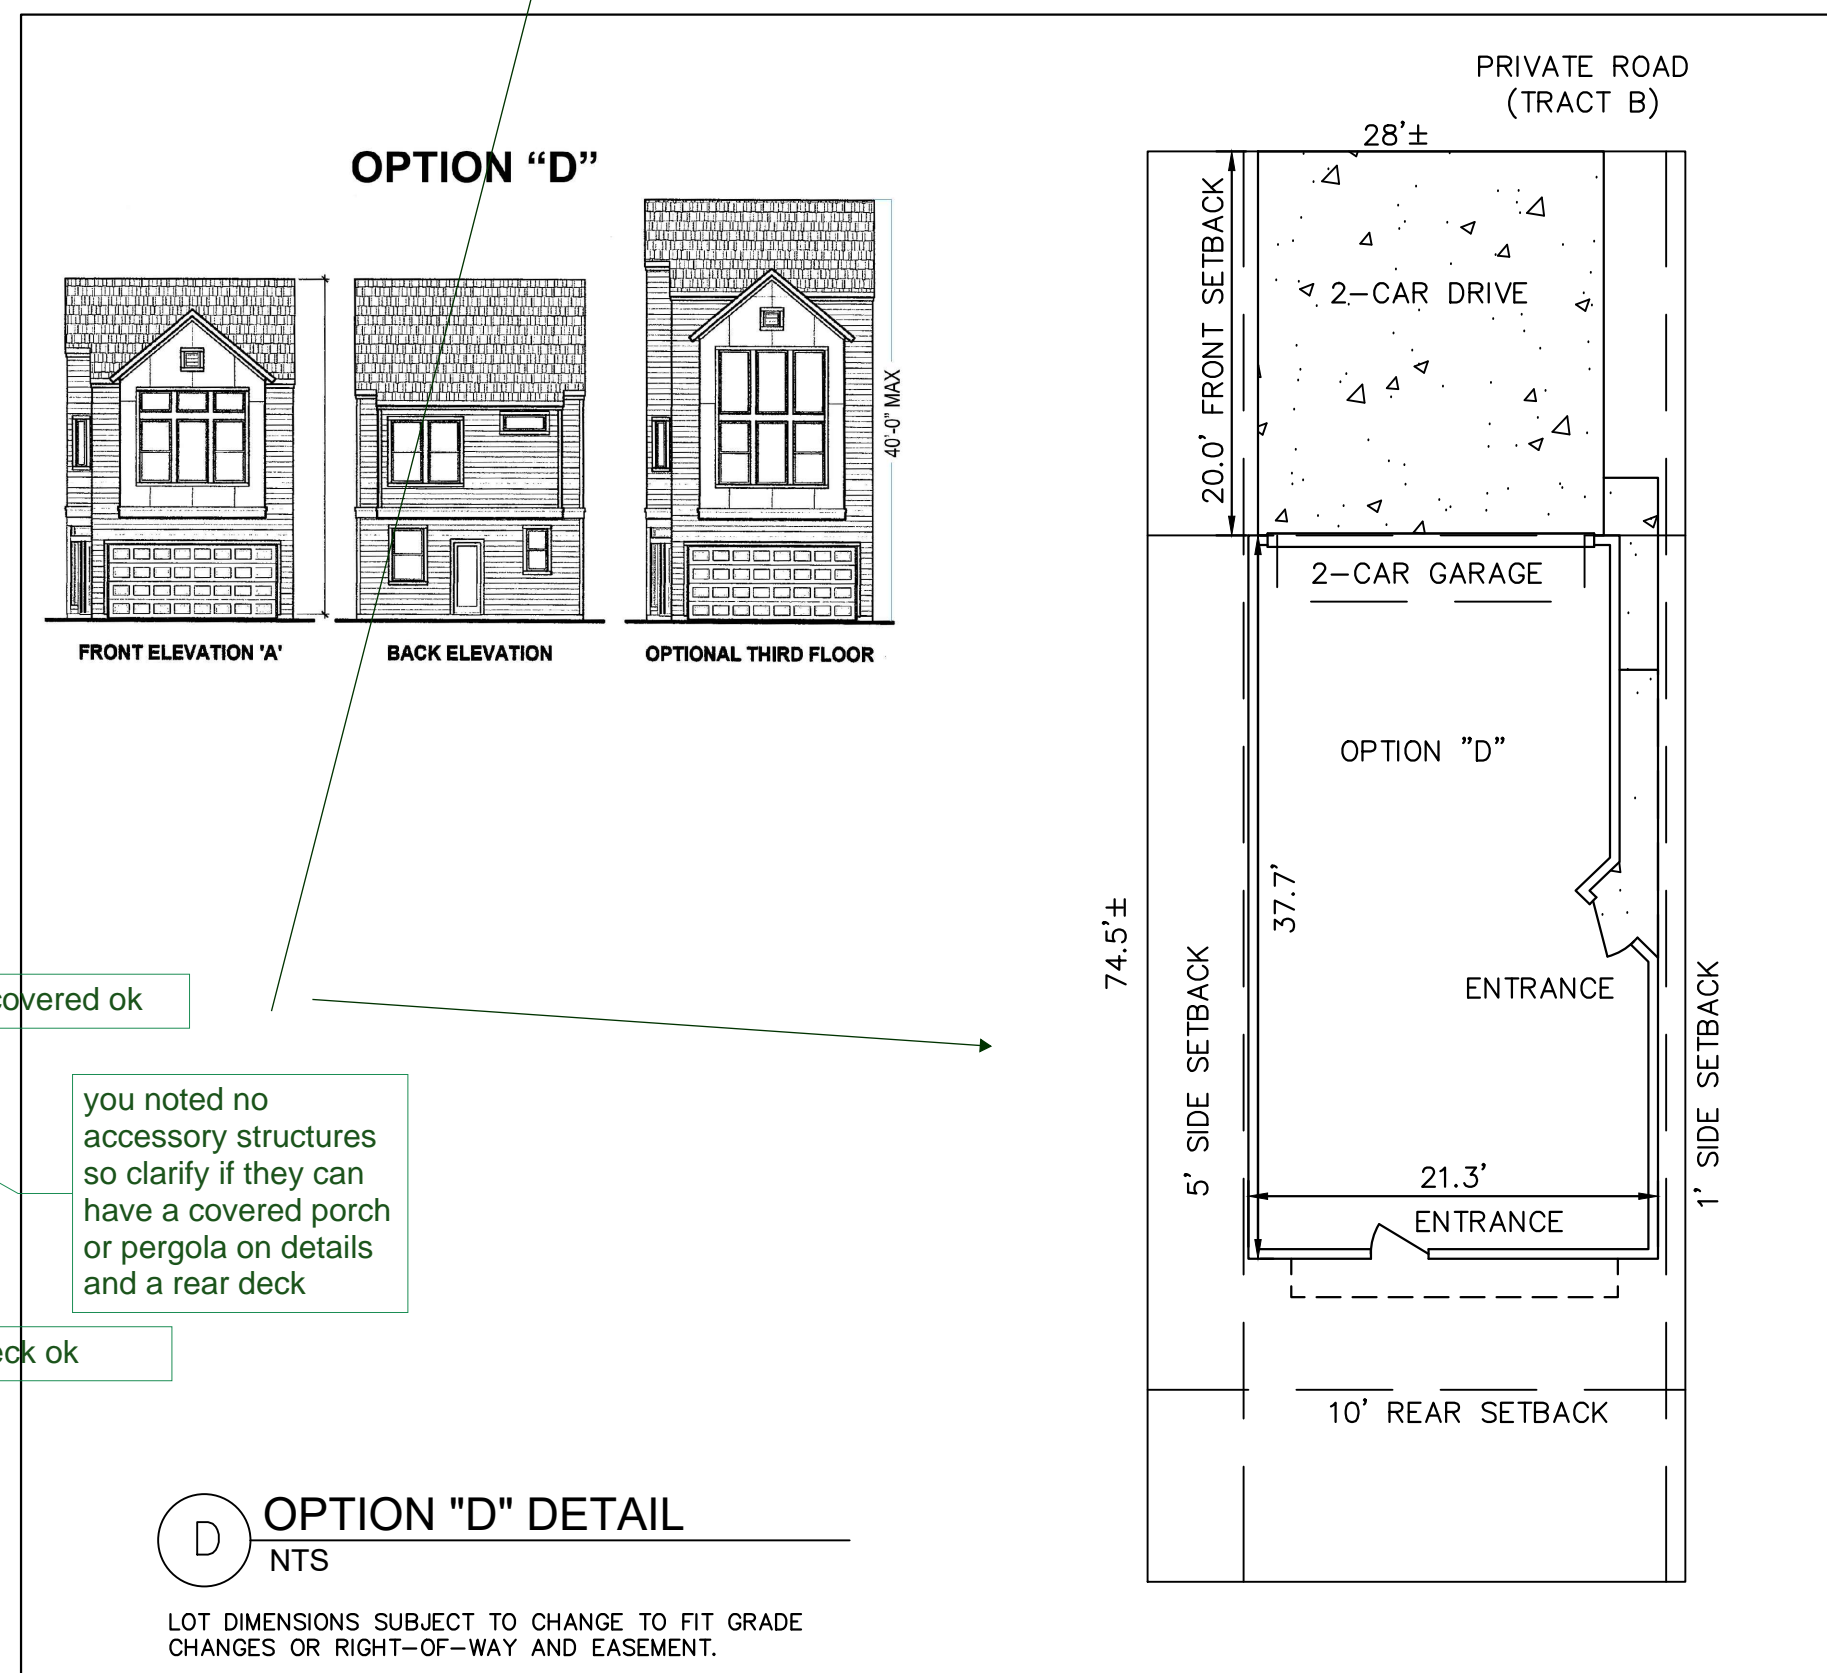 PRIVATE ROAD
(TRACT B)
28'±
OPTION “D”
20.0' FRONT SETBACK
2-CAR DRIVE
40'-0" MAX
2-CAR GARAGE
FRONT ELEVATION 'A'
BACK ELEVATION
OPTIONAL THIRD FLOOR
OPTION "D"
37.7'
74.5'±
5' SIDE SETBACK
ENTRANCE
1' SIDE SETBACK
21.3'
ENTRANCE
10' REAR SETBACK
covered ok
you noted no
accessory structures
so clarify if they can
have a covered porch
or pergola on details
and a rear deck
ck ok
D
OPTION "D" DETAIL
NTS
LOT DIMENSIONS SUBJECT TO CHANGE TO FIT GRADE
CHANGES OR RIGHT-OF-WAY AND EASEMENT.